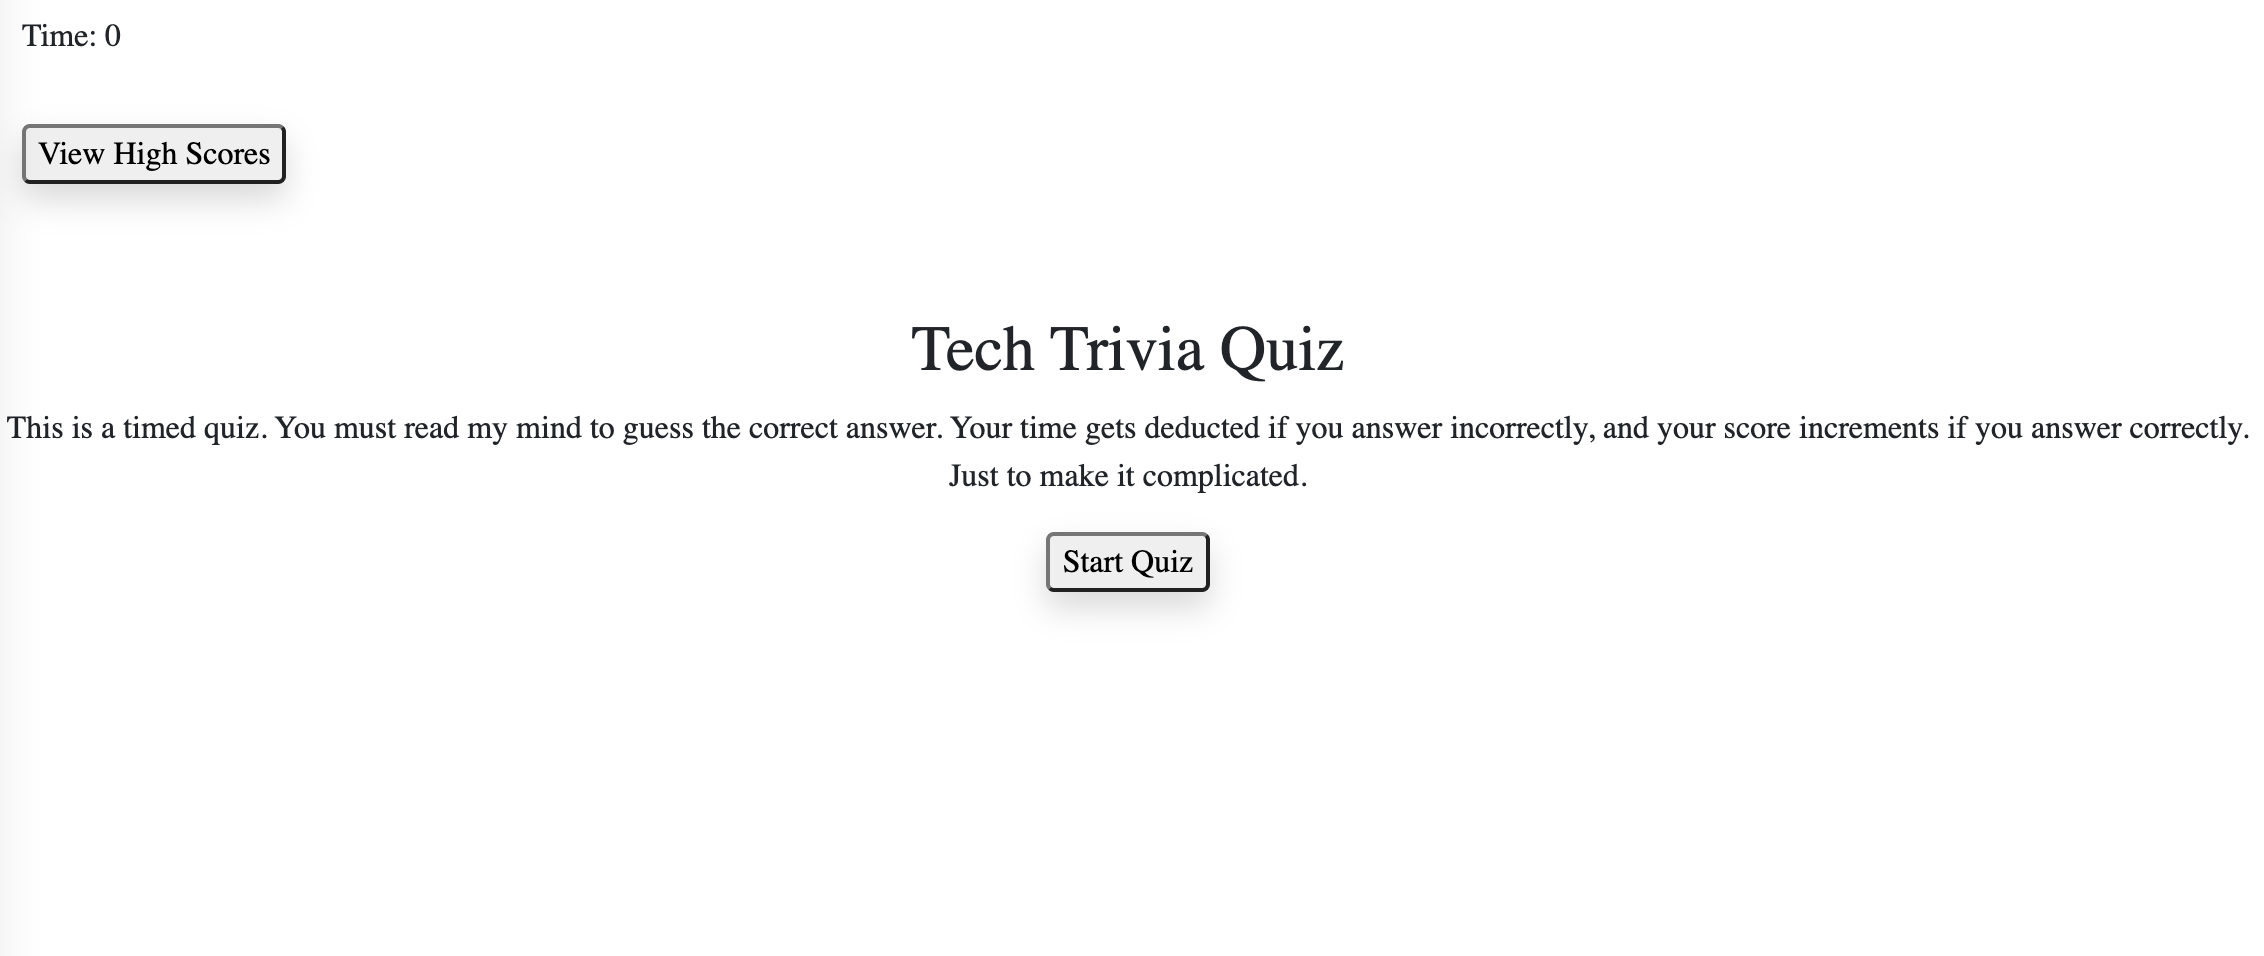 Time: 0
View High Scores
Tech Trivia Quiz
This is a timed quiz. You must read my mind to guess the correct answer. Your time gets deducted if you answer incorrectly, and your score increments if you answer correctly.
Just to make it complicated.
Start Quiz